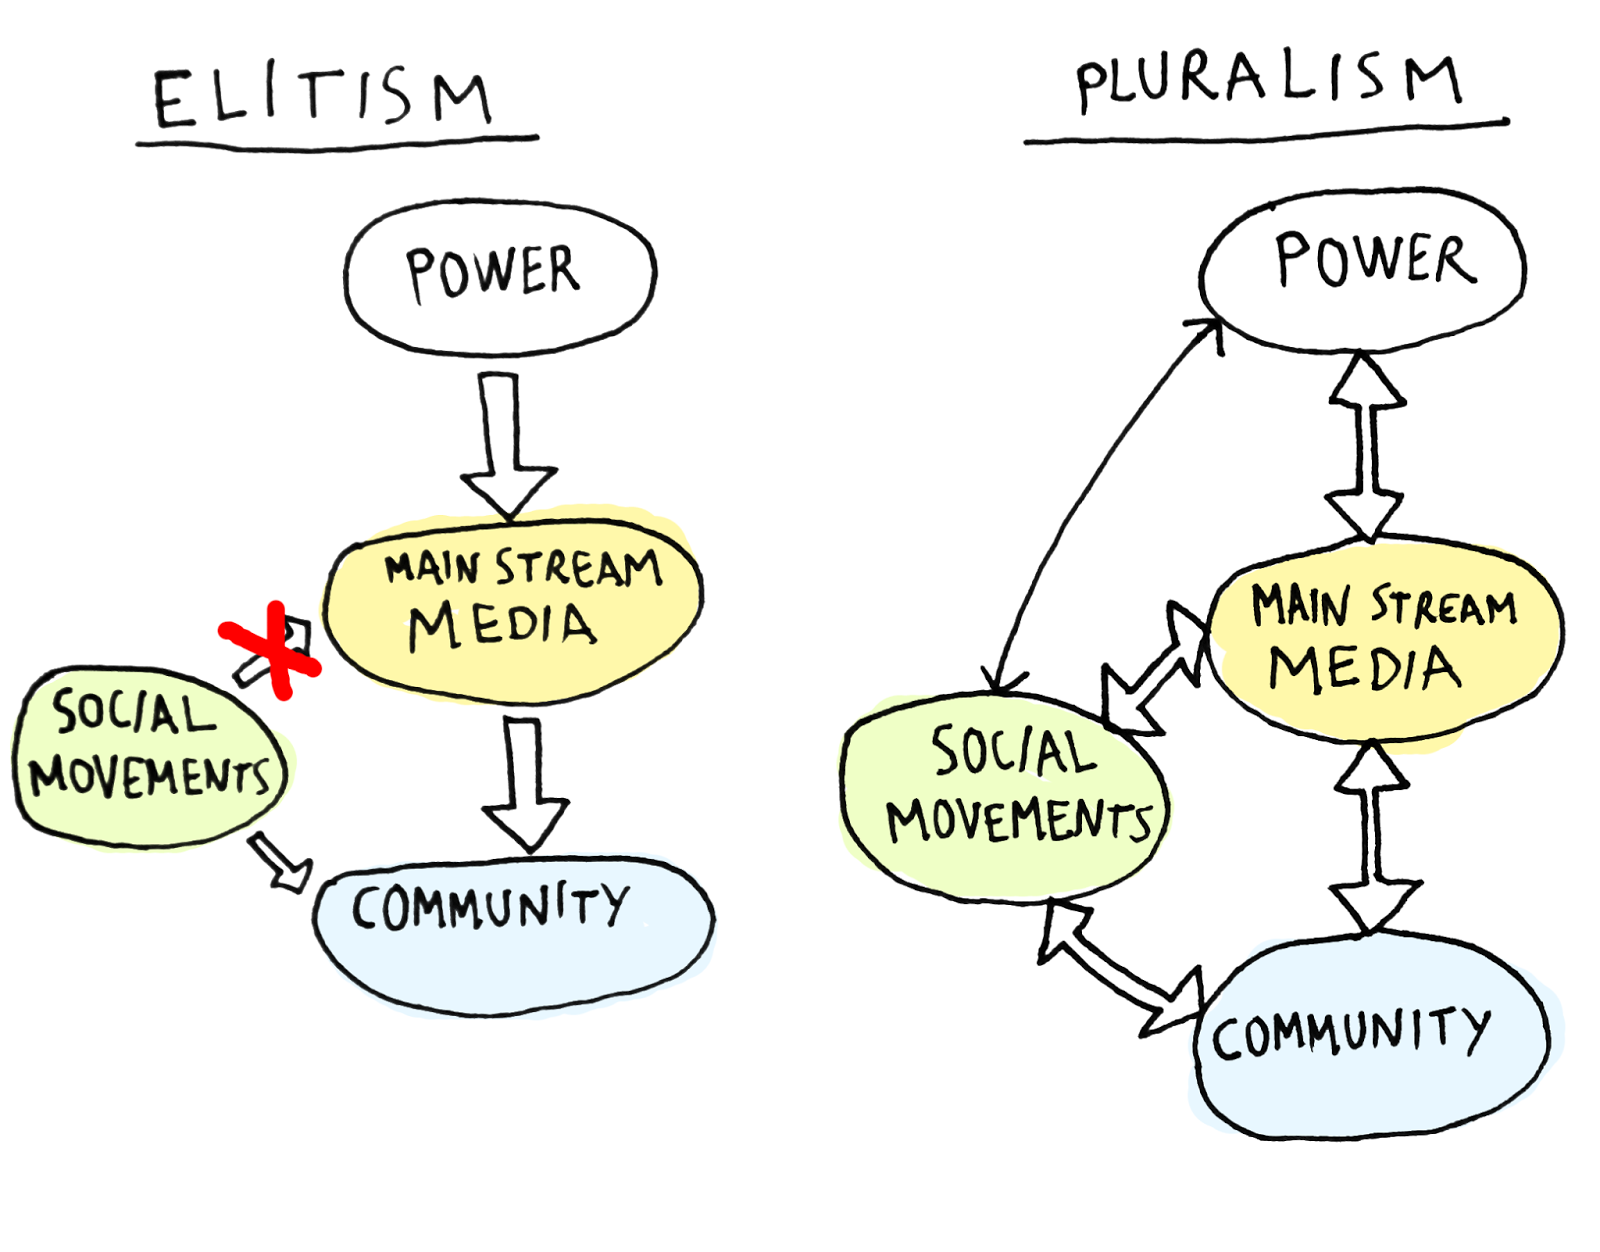 ELITISM
POWER
MAIN STREAM
MEDIA
SOCIAL
MOVEMENTS
COMMUNITY
PLURALISM
POWER
MAIN STREAM
MEDIA
SOCIAL
MOVEMENTS
COMMUNITY